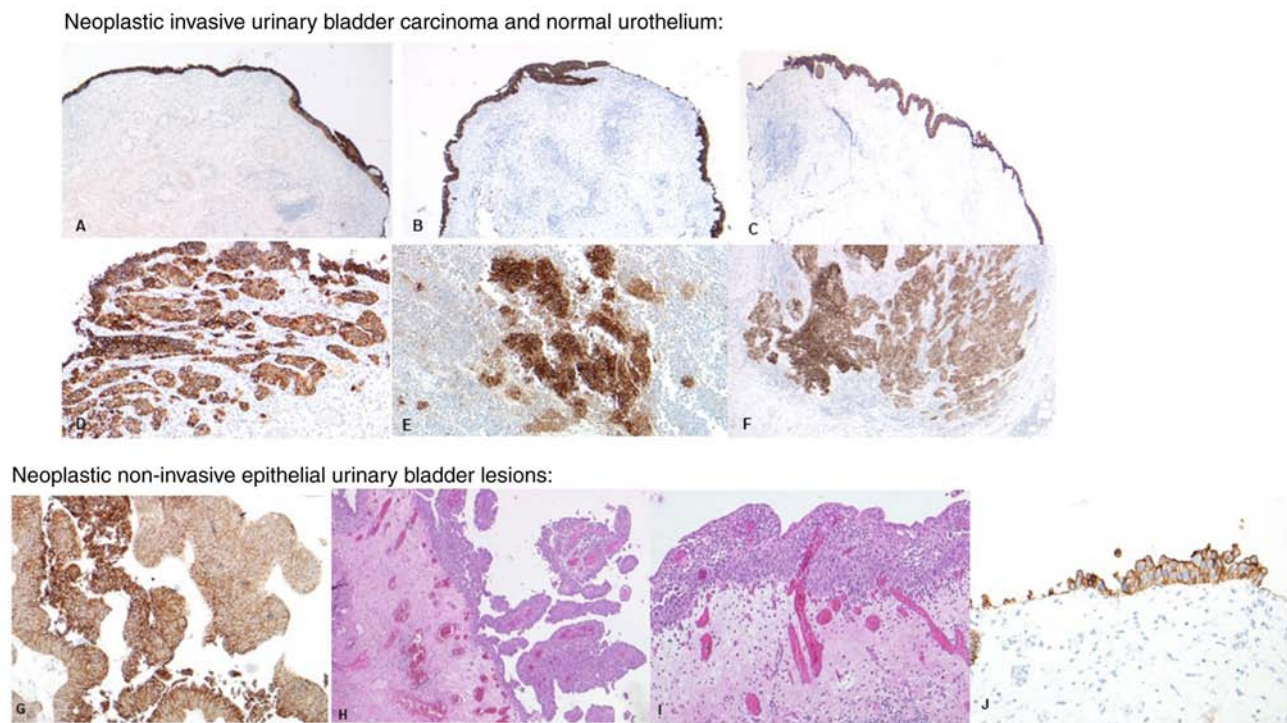 Neoplastic invasive urinary bladder carcinoma and normal urothelium:
A
B
C
D
E
F
Neoplastic non-invasive epithelial urinary bladder lesions:
G
H
I
J